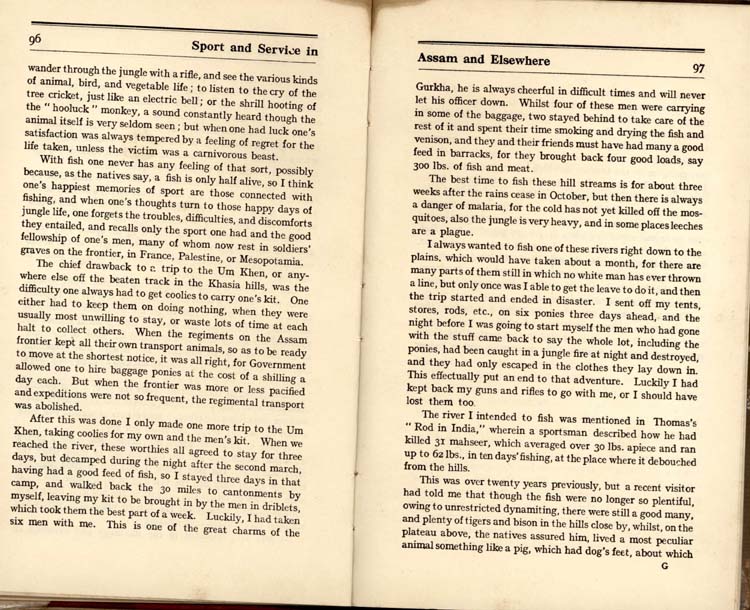 96
Sport and Service in
wander through the jungle with a rifle, and see the various kinds
of animal, bird, and vegetable life ; to listen to the cry of the
tree cricket, just like an electric bell ; or the shrill hooting of
the " hooluck " monkey, a sound constantly heard though the
animal itself is very seldom seen ; but when one had luck one's
satisfaction was always tempered by a feeling of regret for the
life taken, unless the victim was a carnivorous beast.
With fish one never has any feeling of that sort, possibly
because, as the natives say, a fish is only half alive, so I think
one's happiest memories of sport are those connected with
fishing, and when one's thoughts turn to those happy days of
jungle life, one forgets the troubles, difficulties, and discomforts
they entailed, and recalls only the sport one had and the good
fellowship of one's men, many of whom now rest in soldiers'
graves on the frontier, in France, Palestine, or Mesopotamia.
The chief drawback to a trip to the Um Khen, or any-
where else off the beaten track in the Khasia hills, was the
difficulty one always had to get coolies to carry one's kit. One
either had to keep them on doing nothing, when they were
usually most unwilling to stay, or waste lots of time at each
halt to collect others. When the regiments on the Assam
frontier kept all their own transport animals, so as to be ready
to move at the shortest notice, it was all right, for Government
allowed one to hire baggage ponies at the cost of a shilling a
day each. But when the frontier was more or less pacified
and expeditions were not so frequent, the regimental transport
was abolished.
After this was done I only made one more trip to the Um
Khen, taking coolies for my own and the men's kit. When we
reached the river, these worthies all agreed to stay for three
days, but decamped during the night after the second march,
having had a good feed of fish, so I stayed three days in that
camp, and walked back the 30 miles to cantonments by
myself, leaving my kit to be brought in by the men in driblets,
which took them the best part of a week. Luckily, I had taken
six men with me. This is one of the great charms of the
Assam and Elsewhere
97
Gurkha, he is always cheerful in difficult times and will never
let his officer down. Whilst four of these men were carrying
in some of the baggage, two stayed behind to take care of the
rest of it and spent their time smoking and drying the fish and
venison, and they and their friends must have had many a good
feed in barracks, for they brought back four good loads, say
300 lbs. of fish and meat.
The best time to fish these hill streams is for about three
weeks after the rains cease in October, but then there is always
a danger of malaria, for the cold has not yet killed off the mos-
quitoes, also the jungle is very heavy, and in some places leeches
are a plague.
I always wanted to fish one of these rivers right down to the
plains, which would have taken about a month, for there are
many parts of them still in which no white man has ever thrown
a line, but only once was I able to get the leave to do it, and then
the trip started and ended in disaster. I sent off my tents,
stores, rods, etc., on six ponies three days ahead, and the
night before I was going to start myself the men who had gone
with the stuff came back to say the whole lot, including the
ponies, had been caught in a jungle fire at night and destroyed,
and they had only escaped in the clothes they lay down in.
This effectually put an end to that adventure. Luckily I had
kept back my guns and rifles to go with me, or I should have
lost them too.
The river I intended to fish was mentioned in Thomas's
" Rod in India," wherein a sportsman described how he had
killed 31 mahseer, which averaged over 30 lbs. apiece and ran
up to 62 lbs., in ten days' fishing, at the place where it debouched
from the hills.
This was over twenty years previously, but a recent visitor
had told me that though the fish were no longer so plentiful,
owing to unrestricted dynamiting, there were still a good many,
and plenty of tigers and bison in the hills close by, whilst, on the
plateau above, the natives assured him, lived a most peculiar
animal something like a pig, which had dog's feet, about which
G